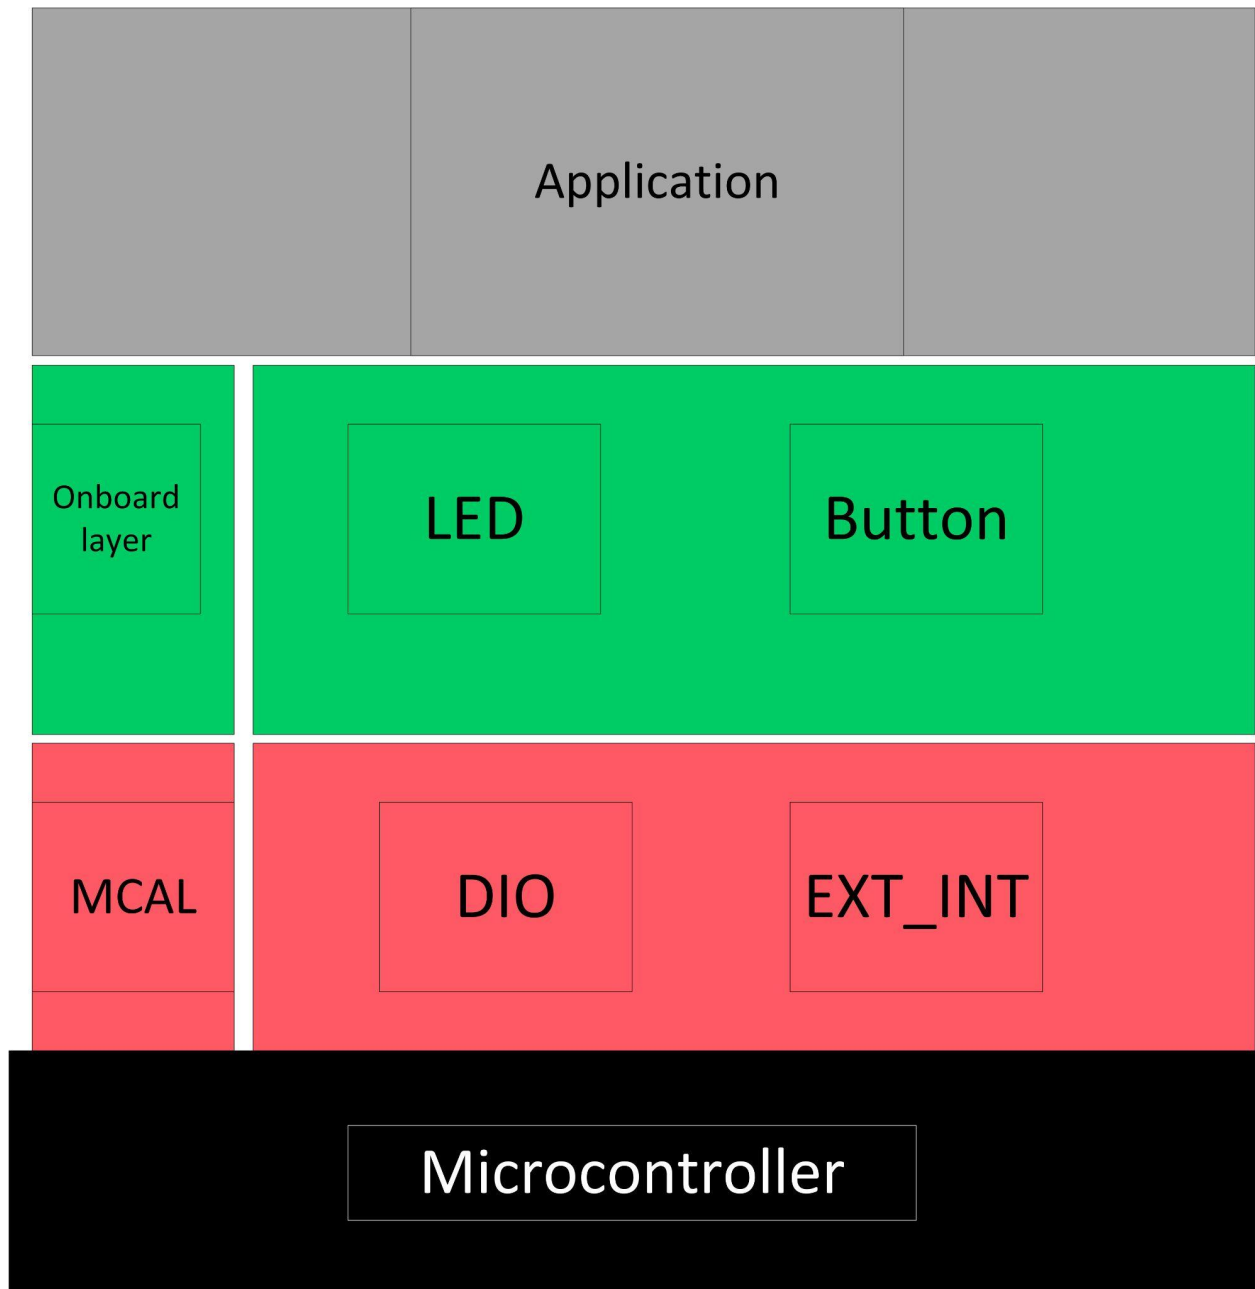 Application
Onboard
layer
LED
Button
MCAL
DIO
EXT_INT
Microcontroller